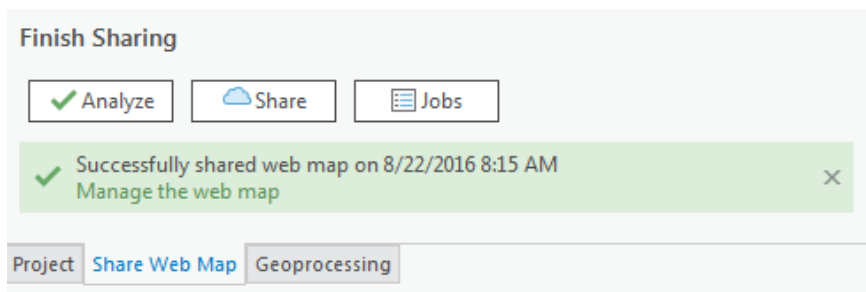 Finish Sharing
Analyze Share Jobs
Successfully shared web map on 8/22/2016 8:15 AM
Manage the web map
Project Share Web Map Geoprocessing